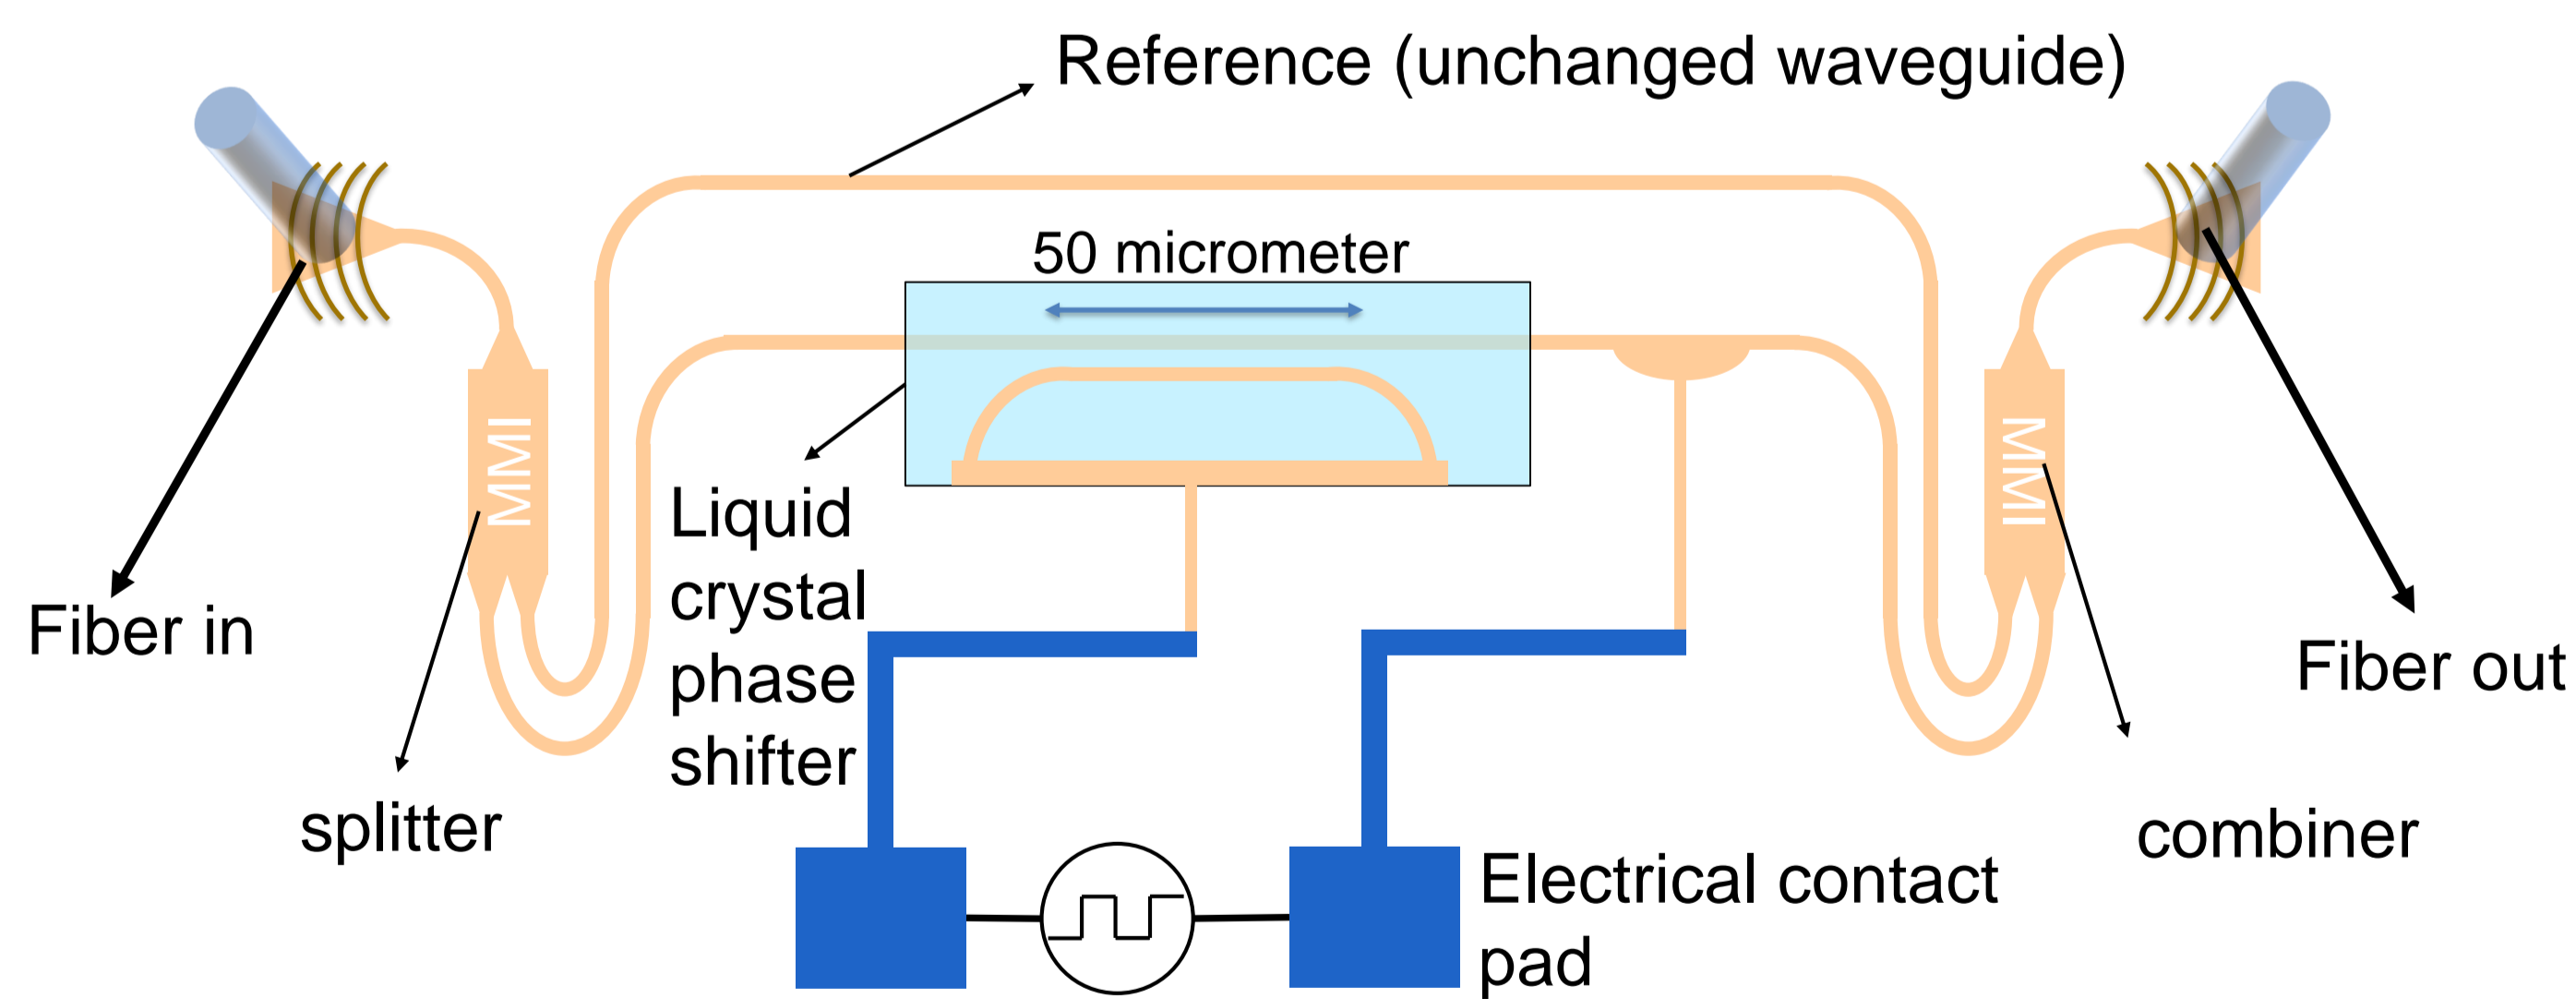 Reference (unchanged waveguide)
50 micrometer
MMI
MMI
Liquid
crystal
phase
shifter
Fiber in
Fiber out
splitter
combiner
Electrical contact
pad